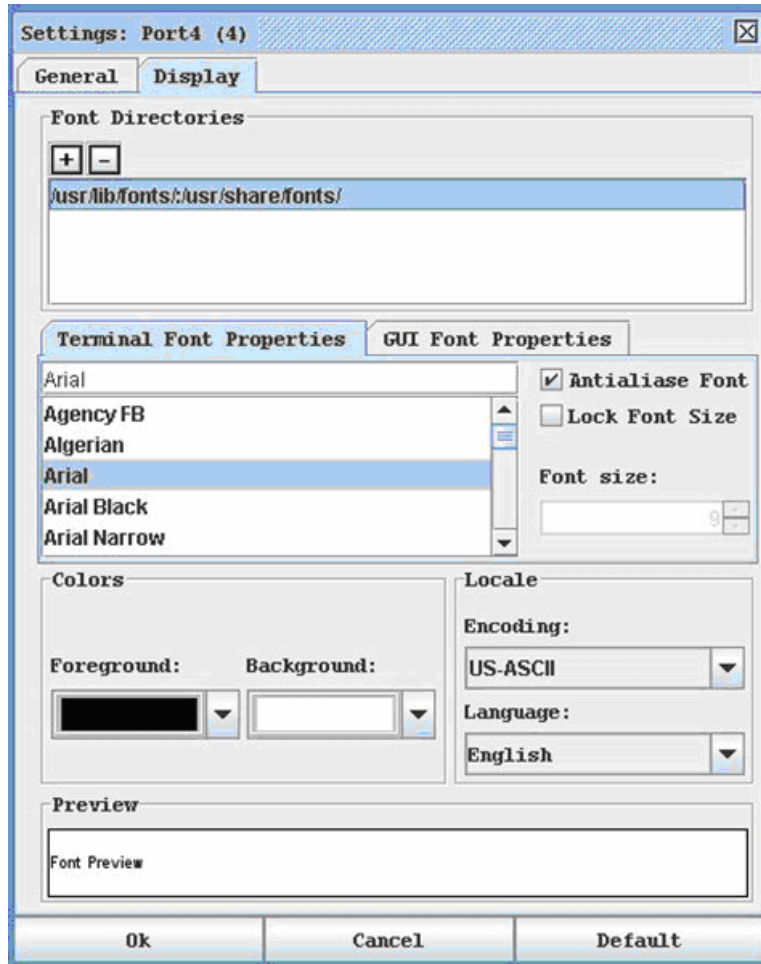 Settings: Port4 (4)
General Display
Font Directories
+ -
/usr/lib/fonts/:/usr/share/fonts/
Terminal Font Properties GUI Font Properties
Arial
Antialiase Font
Agency FB
Lock Font Size
Algerian
Arial
Font size:
Arial Black
9
Arial Narrow
Colors
Locale
Encoding:
Foreground: Background:
US-ASCII
Language:
English
Preview
Font Preview
Ok Cancel Default